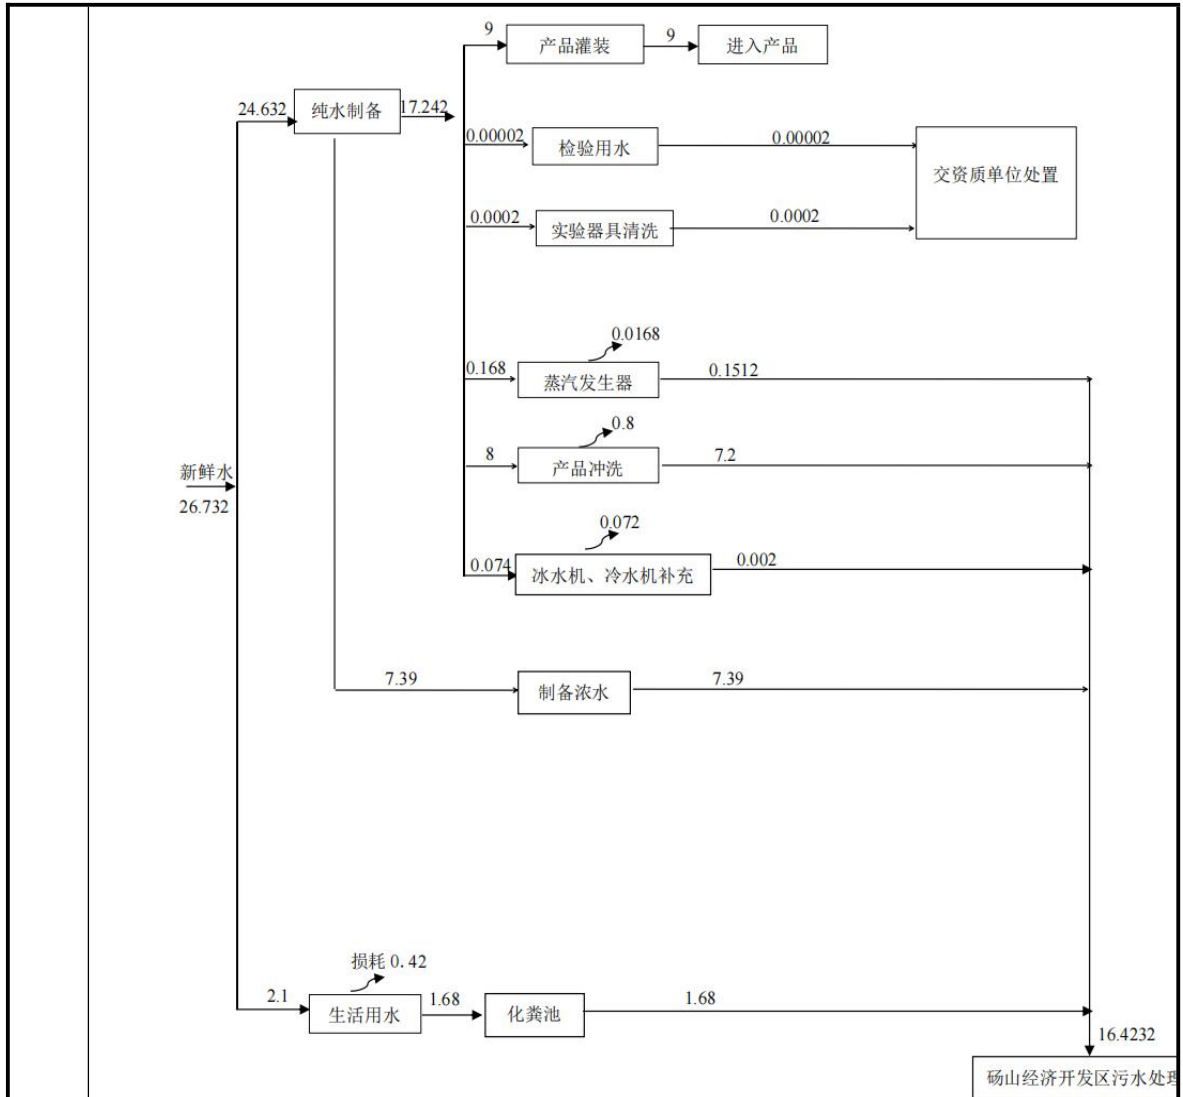 9
产品灌装
9
进入产品
24.632
纯水制备
17.242
0.00002
检验用水
0.00002
交资质单位处置
0.0002
实验器具清洗
0.0002
0.0168
0.168
蒸汽发生器
0.1512
0.8
8
产品冲洗
7.2
新鲜水
26.732
0.072
0.074
冰水机、冷水机补充
0.002
7.39
制备浓水
7.39
损耗 0.42
2.1
生活用水
1.68
化粪池
1.68
16.4232
砀山经济开发区污水处理